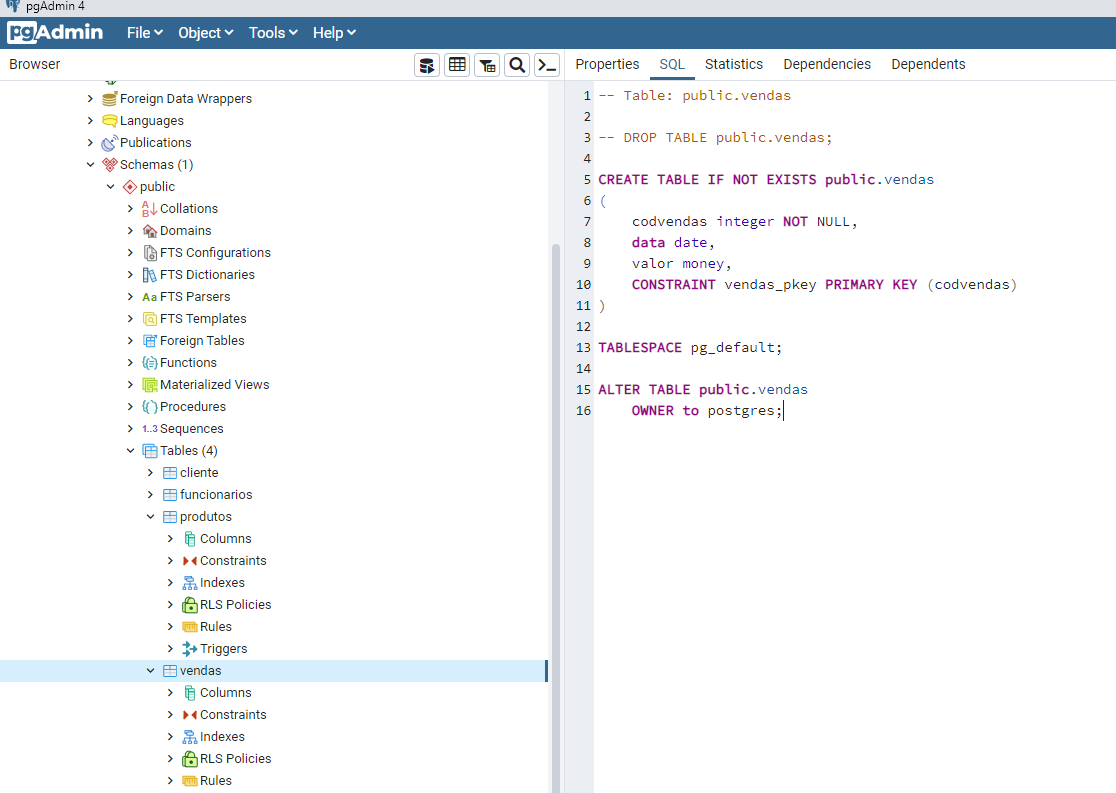 pgAdmin 4
pgAdmin File Object Tools Help
Browser
Properties SQL Statistics Dependencies Dependents
Foreign Data Wrappers
Languages
Publications
Schemas (1)
public
Collations
Domains
FTS Configurations
FTS Dictionaries
Aa FTS Parsers
FTS Templates
Foreign Tables
Functions
Materialized Views
Procedures
1..3 Sequences
Tables (4)
cliente
funcionarios
produtos
Columns
Constraints
Indexes
RLS Policies
Rules
Triggers
vendas
Columns
Constraints
Indexes
RLS Policies
Rules
1 -- Table: public.vendas
2
3 -- DROP TABLE public.vendas;
4
5 CREATE TABLE IF NOT EXISTS public.vendas
6 (
7 codvendas integer NOT NULL,
8 data date,
9 valor money,
10 CONSTRAINT vendas_pkey PRIMARY KEY (codvendas)
11 )
12
13 TABLESPACE pg_default;
14
15 ALTER TABLE public.vendas
16 OWNER to postgres;